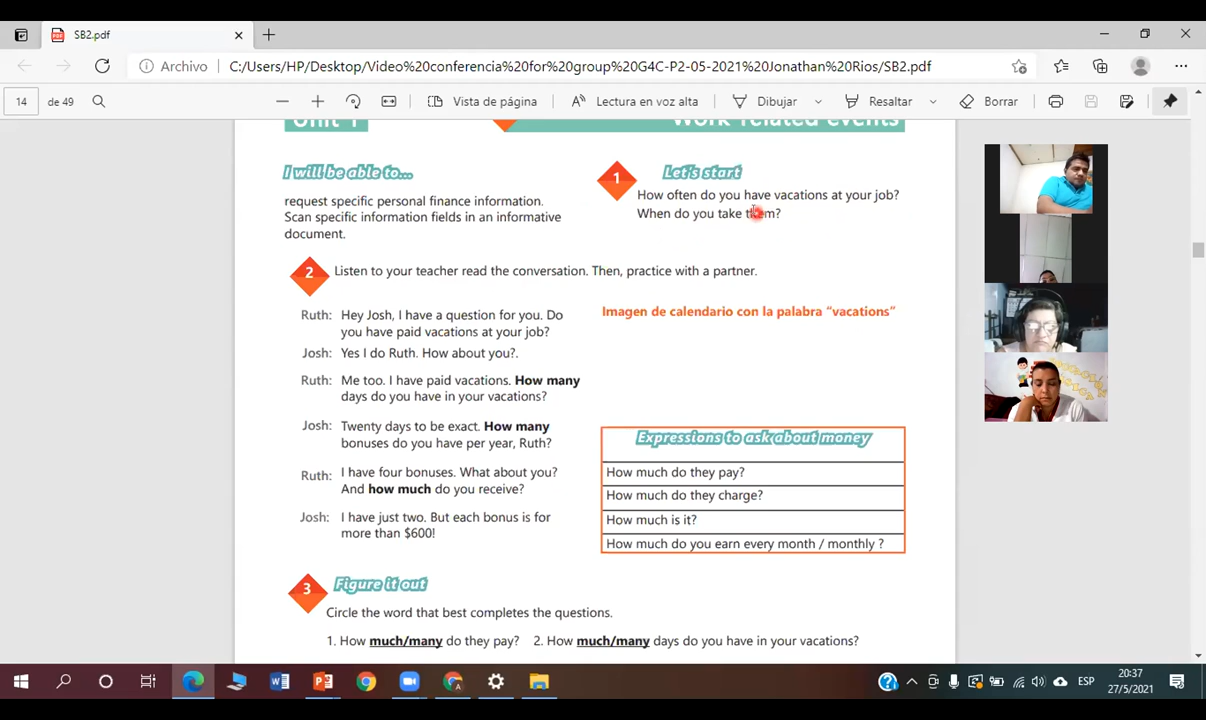 SB2.pdf
Archivo
C:/Users/HP/Desktop/Video%20conferencia%20for%20group%20G4C-P2-05-2021%20Jonathan%20Rios/SB2.pdf
14
de 49
Vista de página
Lectura en voz alta
Dibujar
Resaltar
Borrar
Unit 1
Work related events
I will be able to...
request specific personal finance information.
Scan specific information fields in an informative
document.
1
Let's start
How often do you have vacations at your job?
When do you take them?
2
Listen to your teacher read the conversation. Then, practice with a partner.
Ruth: Hey Josh, I have a question for you. Do
you have paid vacations at your job?
Josh: Yes I do Ruth. How about you?.
Ruth: Me too. I have paid vacations. How many
days do you have in your vacations?
Josh: Twenty days to be exact. How many
bonuses do you have per year, Ruth?
Ruth: I have four bonuses. What about you?
And how much do you receive?
Josh: I have just two. But each bonus is for
more than $600!
Imagen de calendario con la palabra “vacations”
Expressions to ask about money
How much do they pay?
How much do they charge?
How much is it?
How much do you earn every month / monthly ?
3
Figure it out
Circle the word that best completes the questions.
1. How much/many do they pay? 2. How much/many days do you have in your vacations?
ESP
20:37
27/5/2021